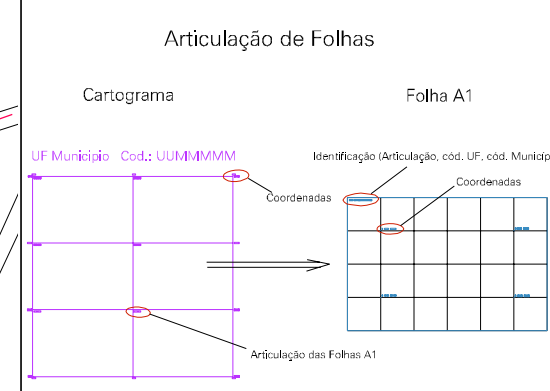 Articulação de Folhas
Cartograma
Folha A1
UF Municipio Cod.: UUMMMMM
Identificação (Articulação, cód. UF, cód. Municíp
Coordenadas
Coordenadas
Articulação das Folhas A1